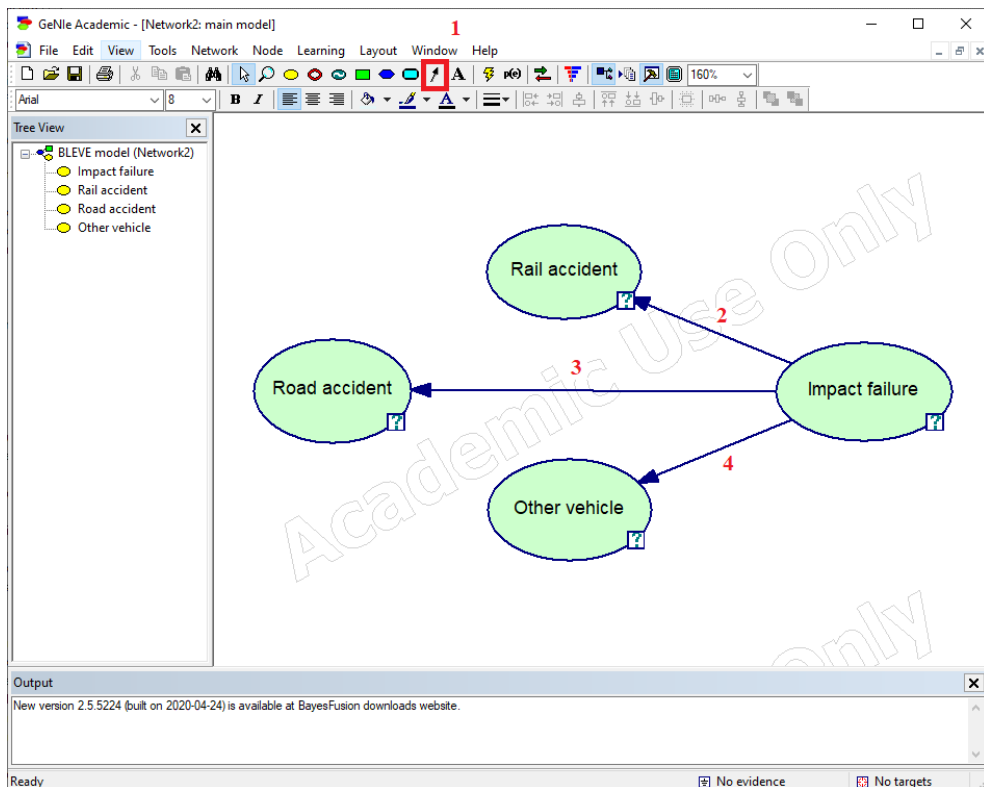 GeNIe Academic - [Network2: main model]
1
File Edit View Tools Network Node Learning Layout Window Help
A p(e) 160%
Arial 8 B I A
Tree View
BLEVE model (Network2)
Impact failure
Rail accident
Road accident
Other vehicle
Rail accident
?
2
3
Road accident
?
Impact failure
?
4
Other vehicle
?
Academic Use Only
Only
Output
New version 2.5.5224 (built on 2020-04-24) is available at BayesFusion downloads website.
Ready No evidence No targets